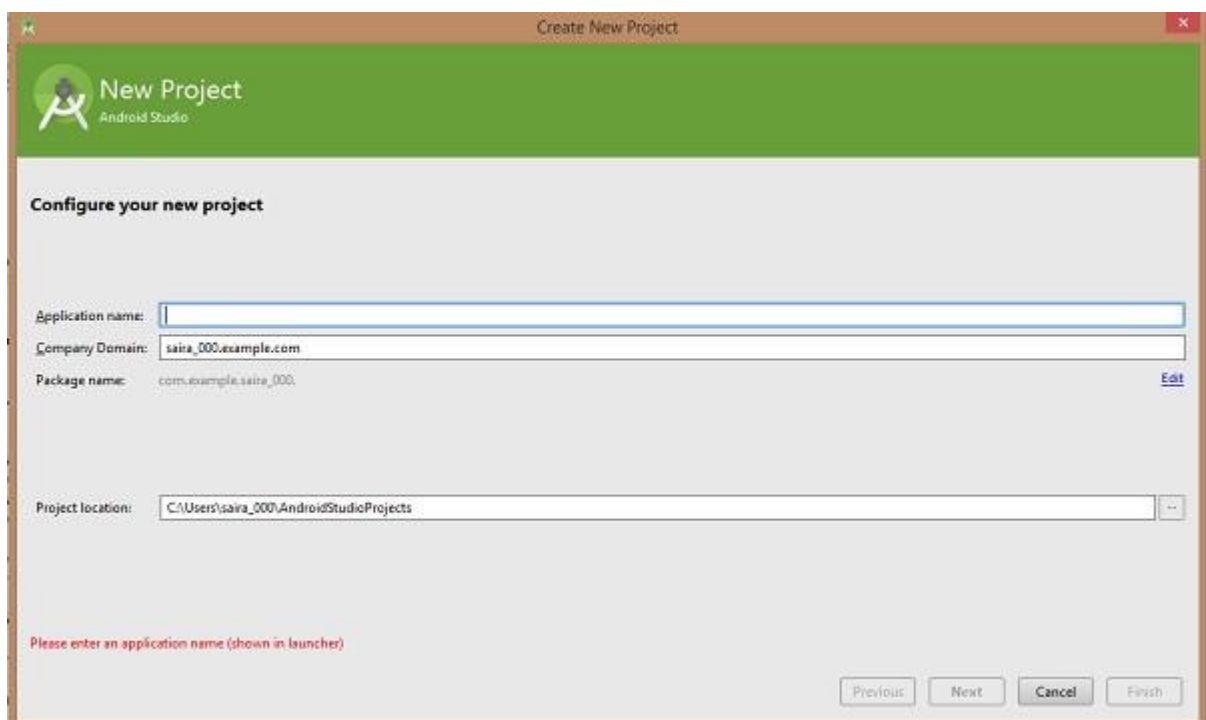 Create New Project
New Project
Android Studio
Configure your new project
Application name:
Company Domain: saira_000.example.com
Package name: com.example.saira_000.
Edit
Project location: C:\Users\saira_000\AndroidStudioProjects
...
Please enter an application name (shown in launcher)
Previous Next Cancel Finish